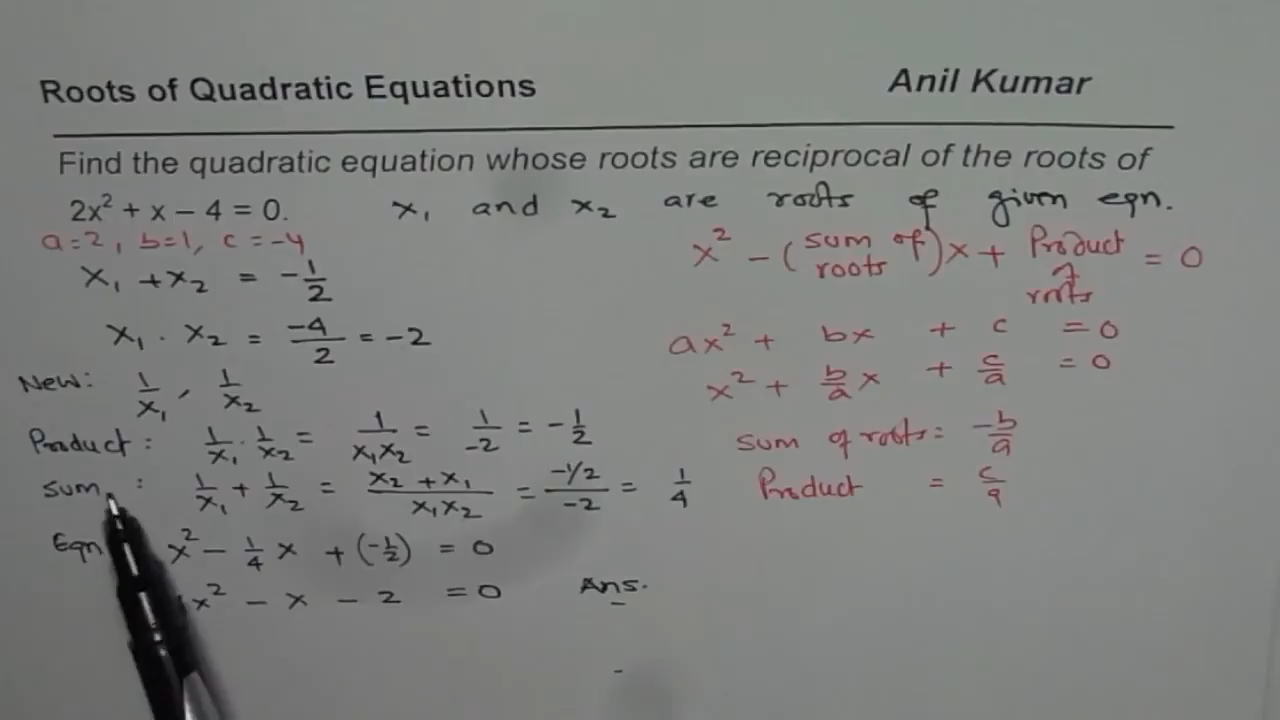 Roots of Quadratic Equations
Anil Kumar
Find the quadratic equation whose roots are reciprocal of the roots of
2x² + x – 4 = 0.
x₁ and x₂ are roots of given eqn.
a=2, b=1, c=-4
x₁ + x₂ = -1/2
x₁ · x₂ = -4/2 = -2
New: 1/x₁, 1/x₂
Product: 1/x₁ · 1/x₂ = 1/x₁x₂ = 1/-2 = -1/2
Sum: 1/x₁ + 1/x₂ = x₂ + x₁/x₁x₂ = -1/2/-2 = 1/4
Eqn x² - 1/4 x + (-1/2) = 0
x² - x - 2 = 0 Ans.
x² - (sum of roots)x + Product of roots = 0
ax² + bx + c = 0
x² + b/a x + c/a = 0
sum of roots = -b/a
Product = c/a